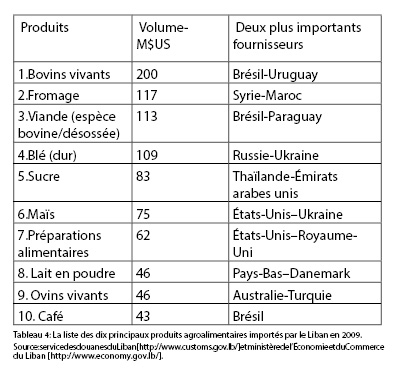 Produits Volume- Deux plus importants
M$US fournisseurs
1.Bovins vivants 200 Brésil-Uruguay
2.Fromage 117 Syrie-Maroc
3.Viande (espèce 113 Brésil-Paraguay
bovine/désossée)
4.Blé (dur) 109 Russie-Ukraine
5.Sucre 83 Thaïlande-Émirats
arabes unis
6.Maïs 75 États-Unis–Ukraine
7.Préparations 62 États-Unis–Royaume-
alimentaires Uni
8. Lait en poudre 46 Pays-Bas–Danemark
9. Ovins vivants 46 Australie-Turquie
10. Café 43 Brésil
Tableau 4: La liste des dix principaux produits agroalimentaires importés par le Liban en 2009.
Source:servicedesdouanesduLiban[http://www.customs.gov.lb/]etministèredel'EconomieetduCommerce
du Liban [http://www.economy.gov.lb/].